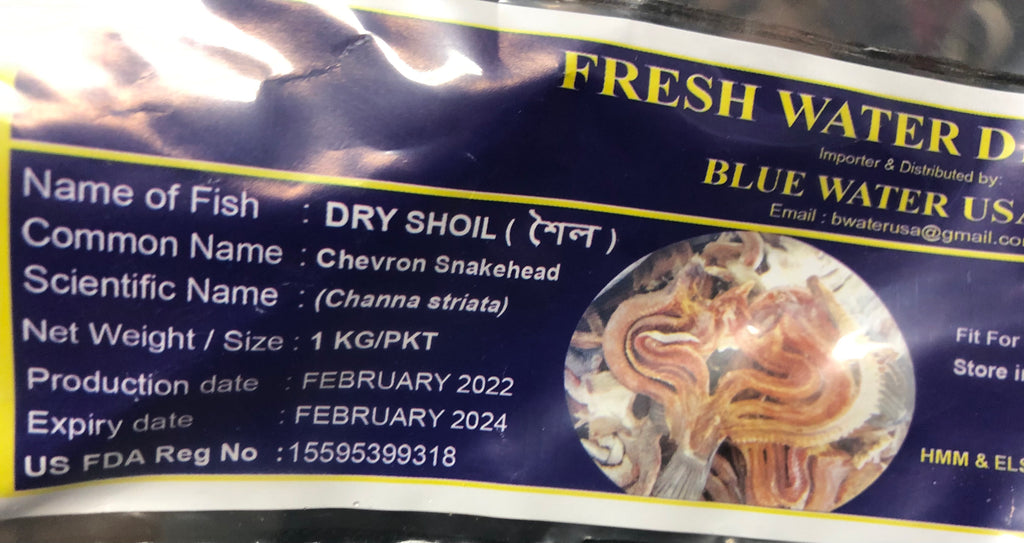 FRESH WATER
Importer & Distributed by:
BLUE WATER USA
Email : bwaterusa@gmail.co
Name of Fish : DRY SHOIL ( শৈল )
Common Name : Chevron Snakehead
Scientific Name : (Channa striata)
Net Weight / Size : 1 KG/PKT
Production date : FEBRUARY 2022
Expiry date : FEBRUARY 2024
US FDA Reg No :15595399318
Fit For
Store in
HMM & ELS